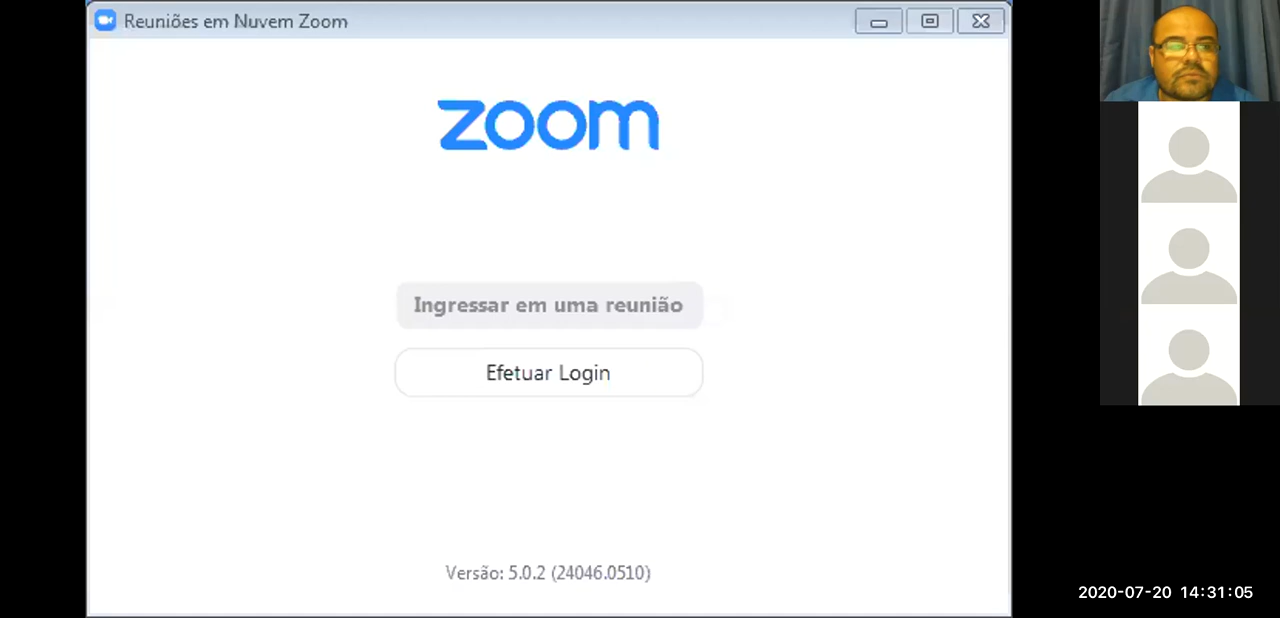 Reuniões em Nuvem Zoom
zoom
Ingressar em uma reunião
Efetuar Login
Versão: 5.0.2 (24046.0510)
2020-07-20 14:31:05